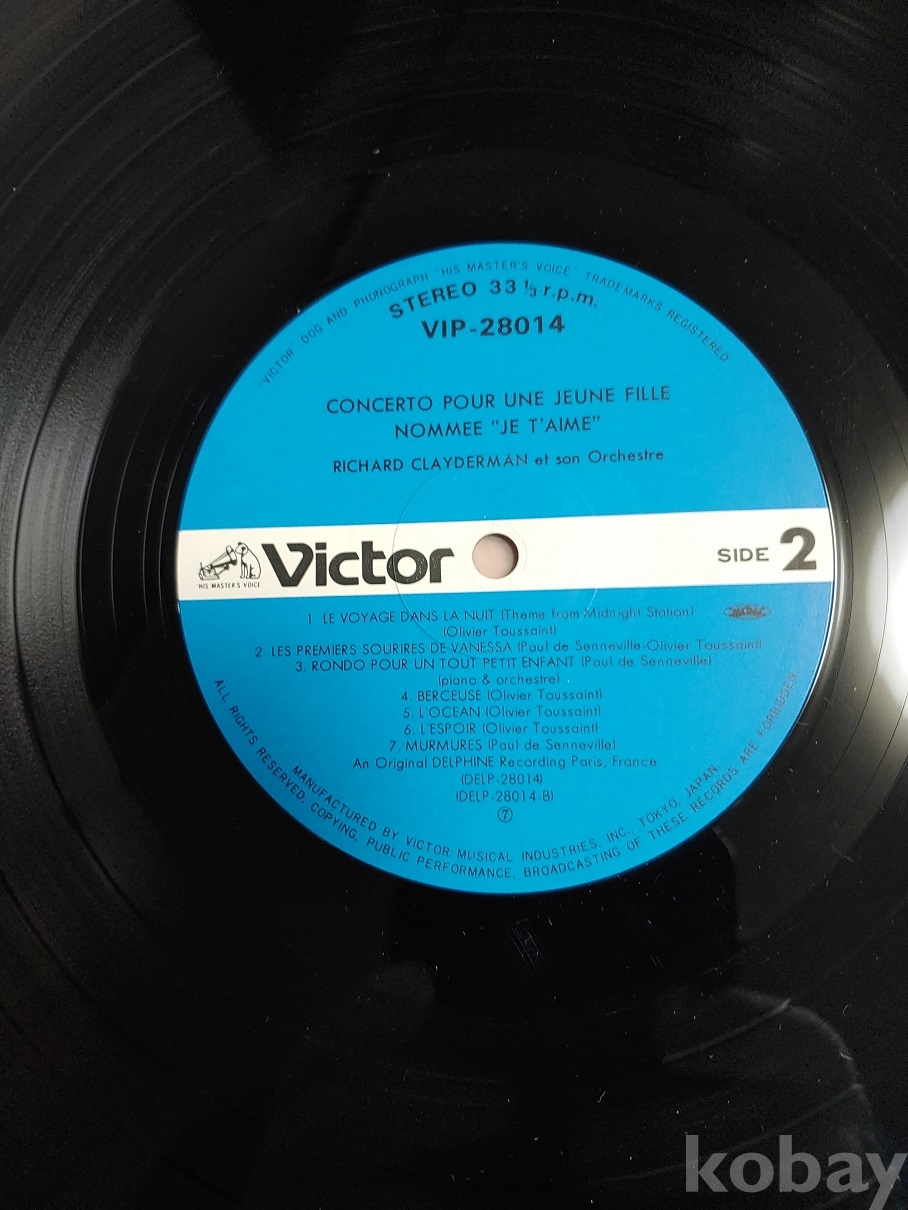 "VICTOR" DOG AND PHONOGRAPH "HIS MASTER'S VOICE" TRADEMARKS REGISTERED
STEREO 33 1/3 r.p.m.
VIP-28014
CONCERTO POUR UNE JEUNE FILLE
NOMMEE "JE T'AIME"
RICHARD CLAYDERMAN et son Orchestre
"HIS MASTER'S VOICE"
Victor
SIDE 2
1 LE VOYAGE DANS LA NUIT (Theme from Midnight Station)
(Olivier Toussaint)
2 LES PREMIERS SOURIRES DE VANESSA (Paul de Senneville-Olivier Toussaint)
3. RONDO POUR UN TOUT PETIT ENFANT (Paul de Senneville)
(piano & orchestre)
4. BERCEUSE (Olivier Toussaint)
5. L'OCEAN (Olivier Toussaint)
6. L'ESPOIR (Olivier Toussaint)
7. MURMURES (Paul de Senneville)
An Original DELPHINE Recording Paris, France
(DELP-28014)
(DELP-28014-B)
⑦
MANUFACTURED BY VICTOR MUSICAL INDUSTRIES, INC., TOKYO, JAPAN
ALL RIGHTS RESERVED, COPYING, PUBLIC PERFORMANCE, BROADCASTING OF THESE RECORDS ARE FORBIDDEN
kobay